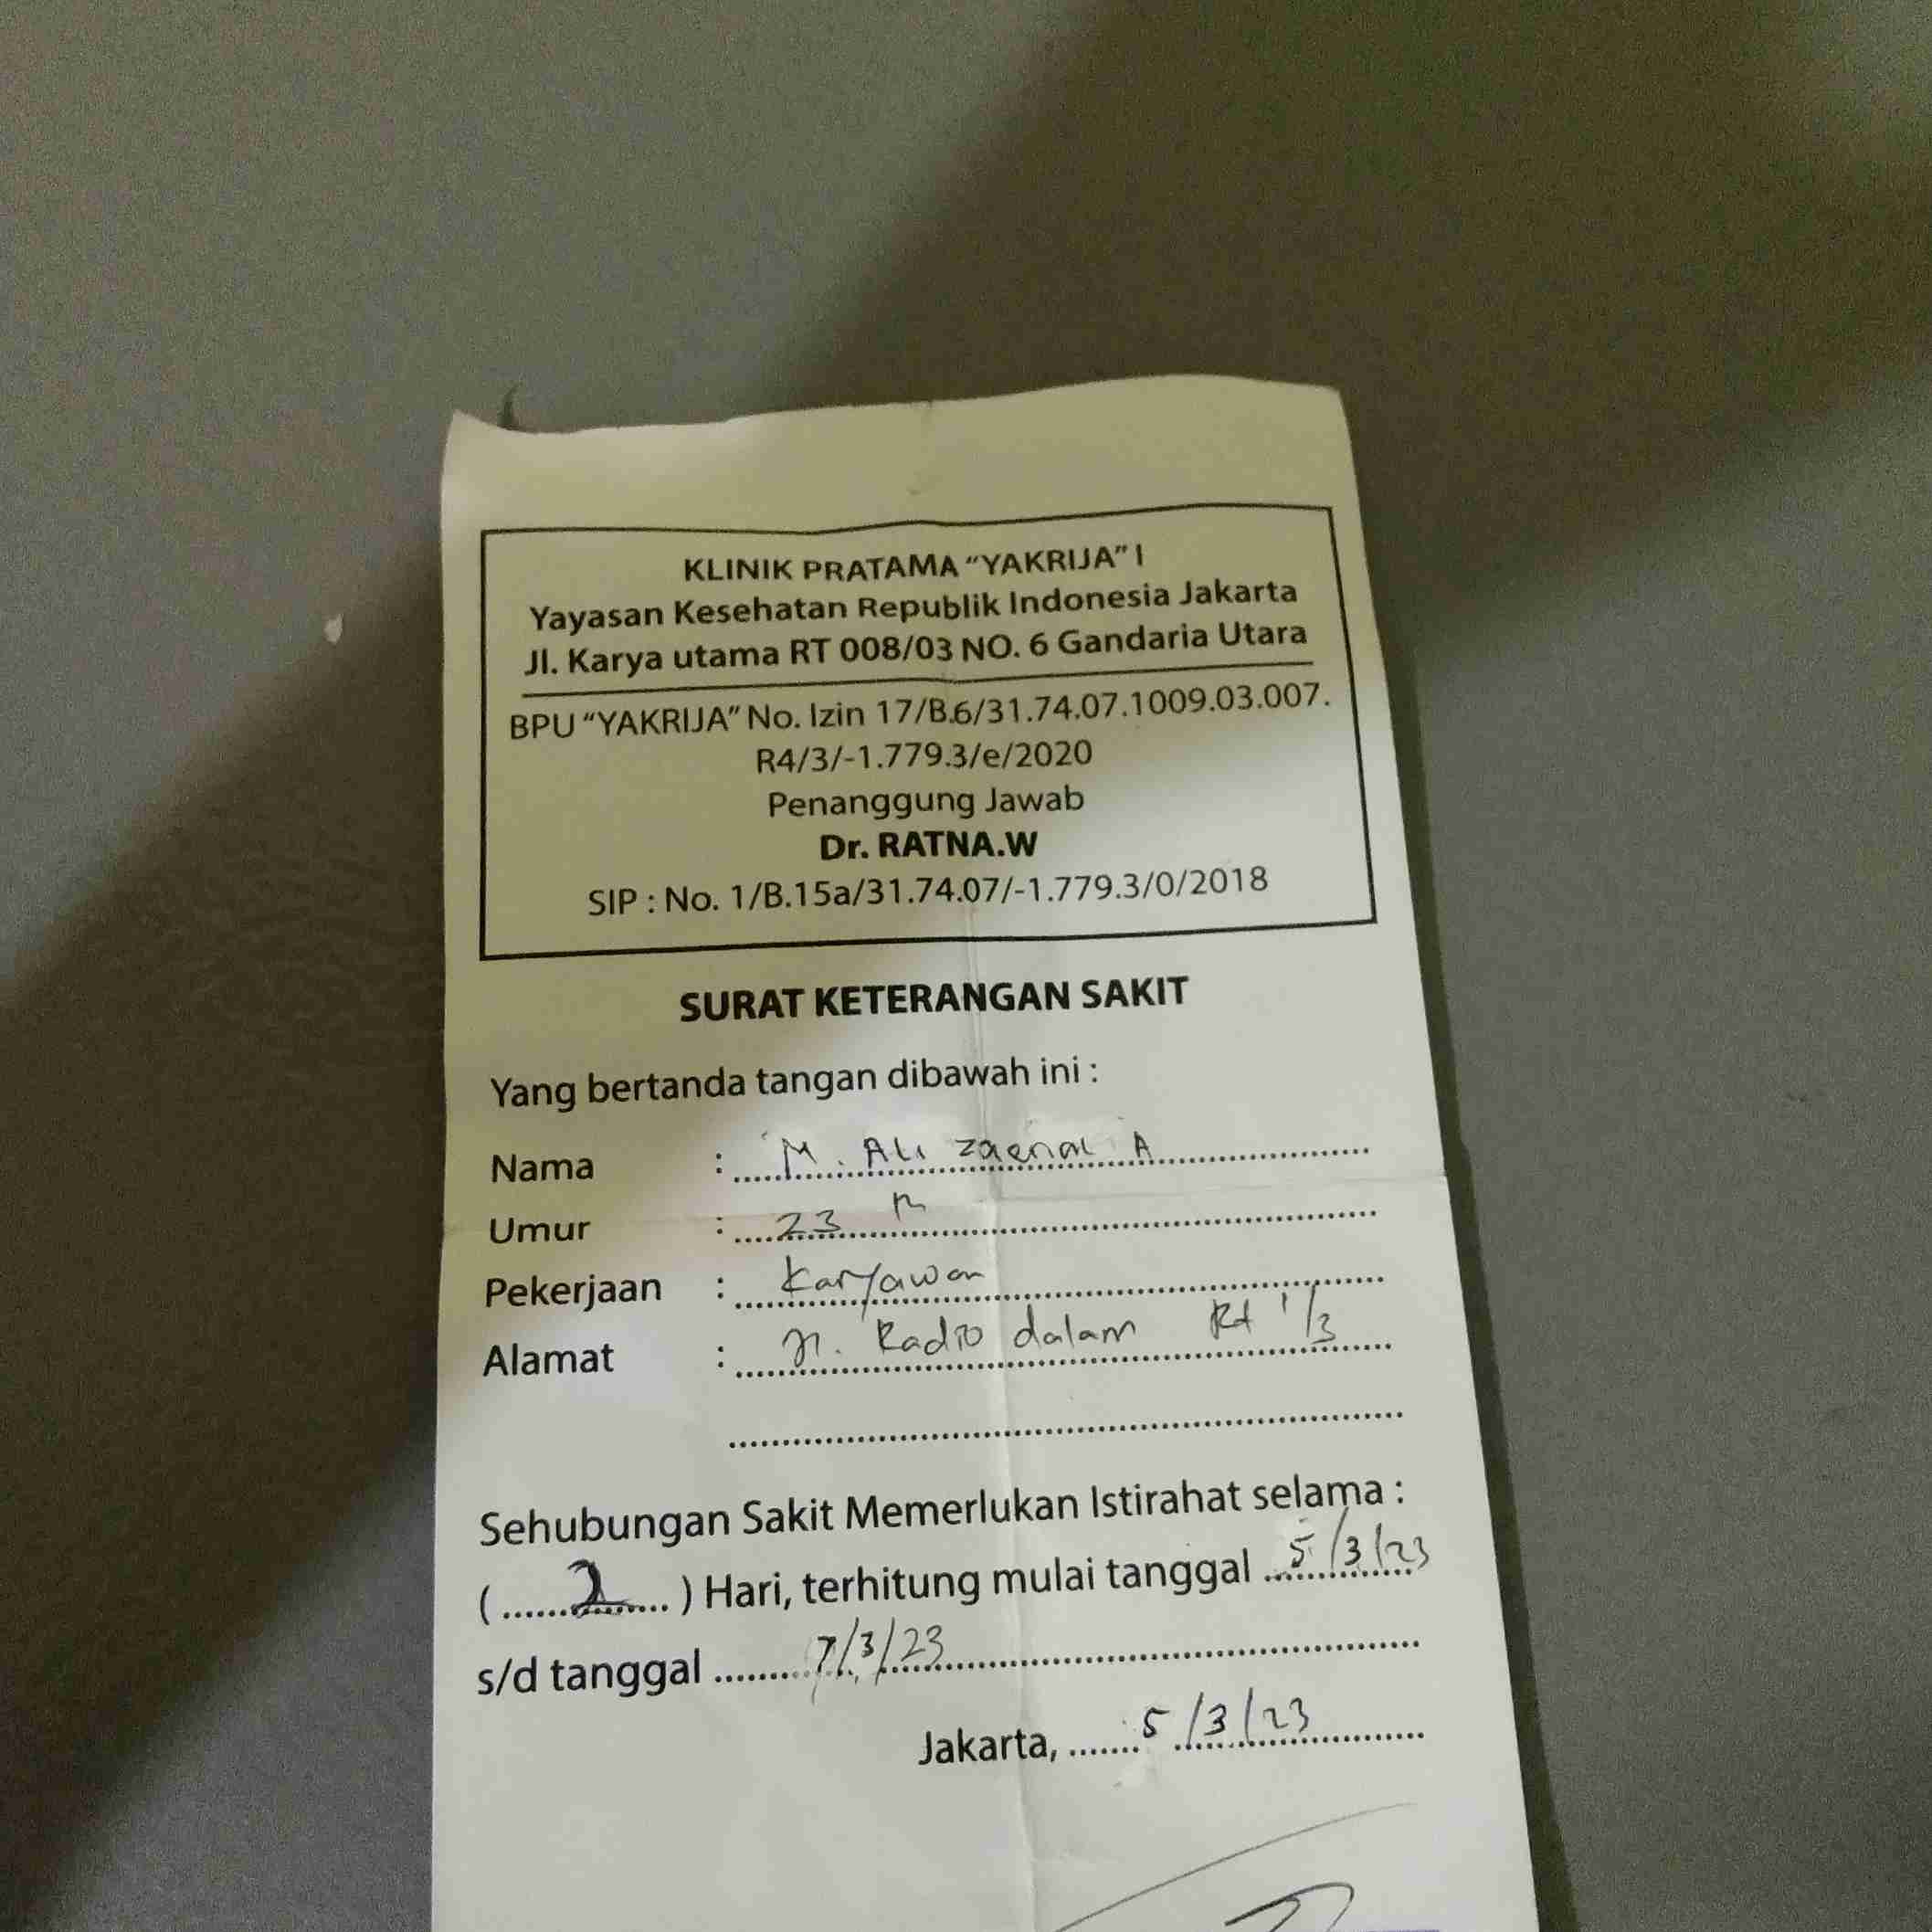 KLINIK PRATAMA "YAKRIJA" I
Yayasan Kesehatan Republik Indonesia Jakarta
Jl. Karya utama RT 008/03 NO. 6 Gandaria Utara
BPU "YAKRIJA" No. Izin 17/B.6/31.74.07.1009.03.007.
R4/3/-1.779.3/e/2020
Penanggung Jawab
Dr. RATNA.W
SIP : No. 1/B.15a/31.74.07/-1.779.3/0/2018
SURAT KETERANGAN SAKIT
Yang bertanda tangan dibawah ini :
Nama : M. Ali zaenal A
Umur : 23
Pekerjaan : Karyawan
Alamat : Jl. Radio dalam Rt 1/3
Sehubungan Sakit Memerlukan Istirahat selama :
( 2 ) Hari, terhitung mulai tanggal 5/3/23
s/d tanggal 7/3/23
Jakarta, 5/3/23